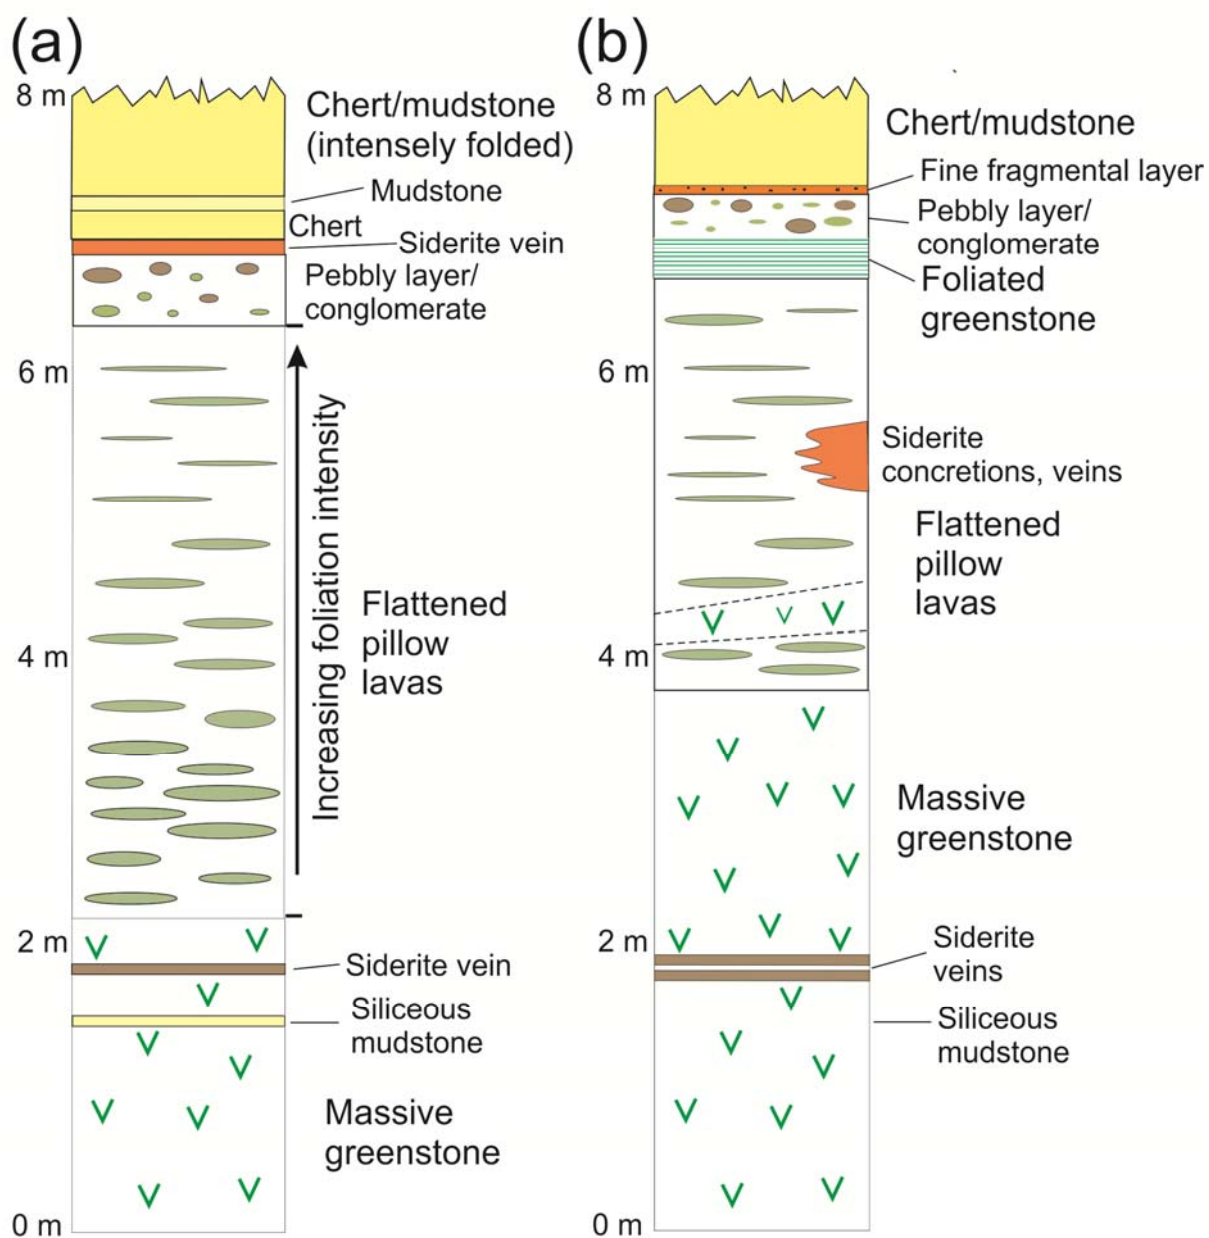 (a)
8 m
Chert/mudstone
(intensely folded)
Mudstone
Chert
Siderite vein
Pebbly layer/
conglomerate
6 m
Increasing foliation intensity
Flattened
pillow
lavas
4 m
2 m
Siderite vein
Siliceous
mudstone
Massive
greenstone
0 m
(b)
8 m
Chert/mudstone
Fine fragmental layer
Pebbly layer/
conglomerate
Foliated
greenstone
6 m
Siderite
concretions, veins
Flattened
pillow
lavas
4 m
Massive
greenstone
2 m
Siderite
veins
Siliceous
mudstone
0 m